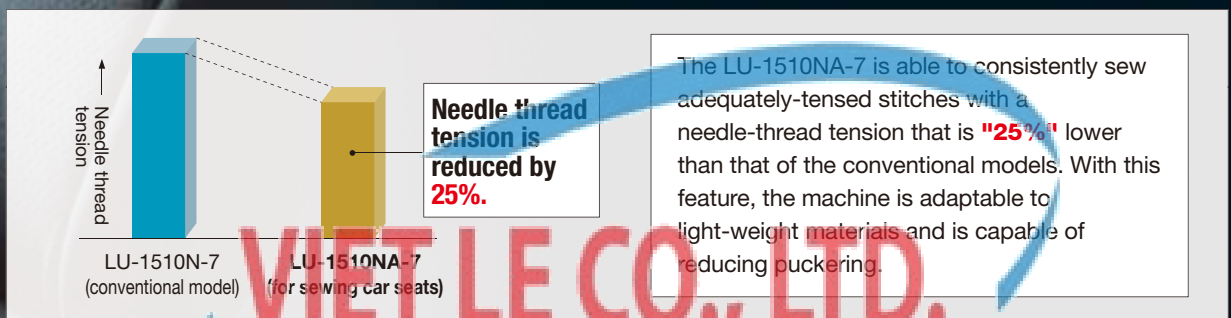 Needle thread
tension
LU-1510N-7
(conventional model)
LU-1510NA-7
(for sewing car seats)
Needle thread
tension is
reduced by
25%.
The LU-1510NA-7 is able to consistently sew
adequately-tensed stitches with a
needle-thread tension that is "25%" lower
than that of the conventional models. With this
feature, the machine is adaptable to
light-weight materials and is capable of
reducing puckering.
VIET LE CO., LTD.